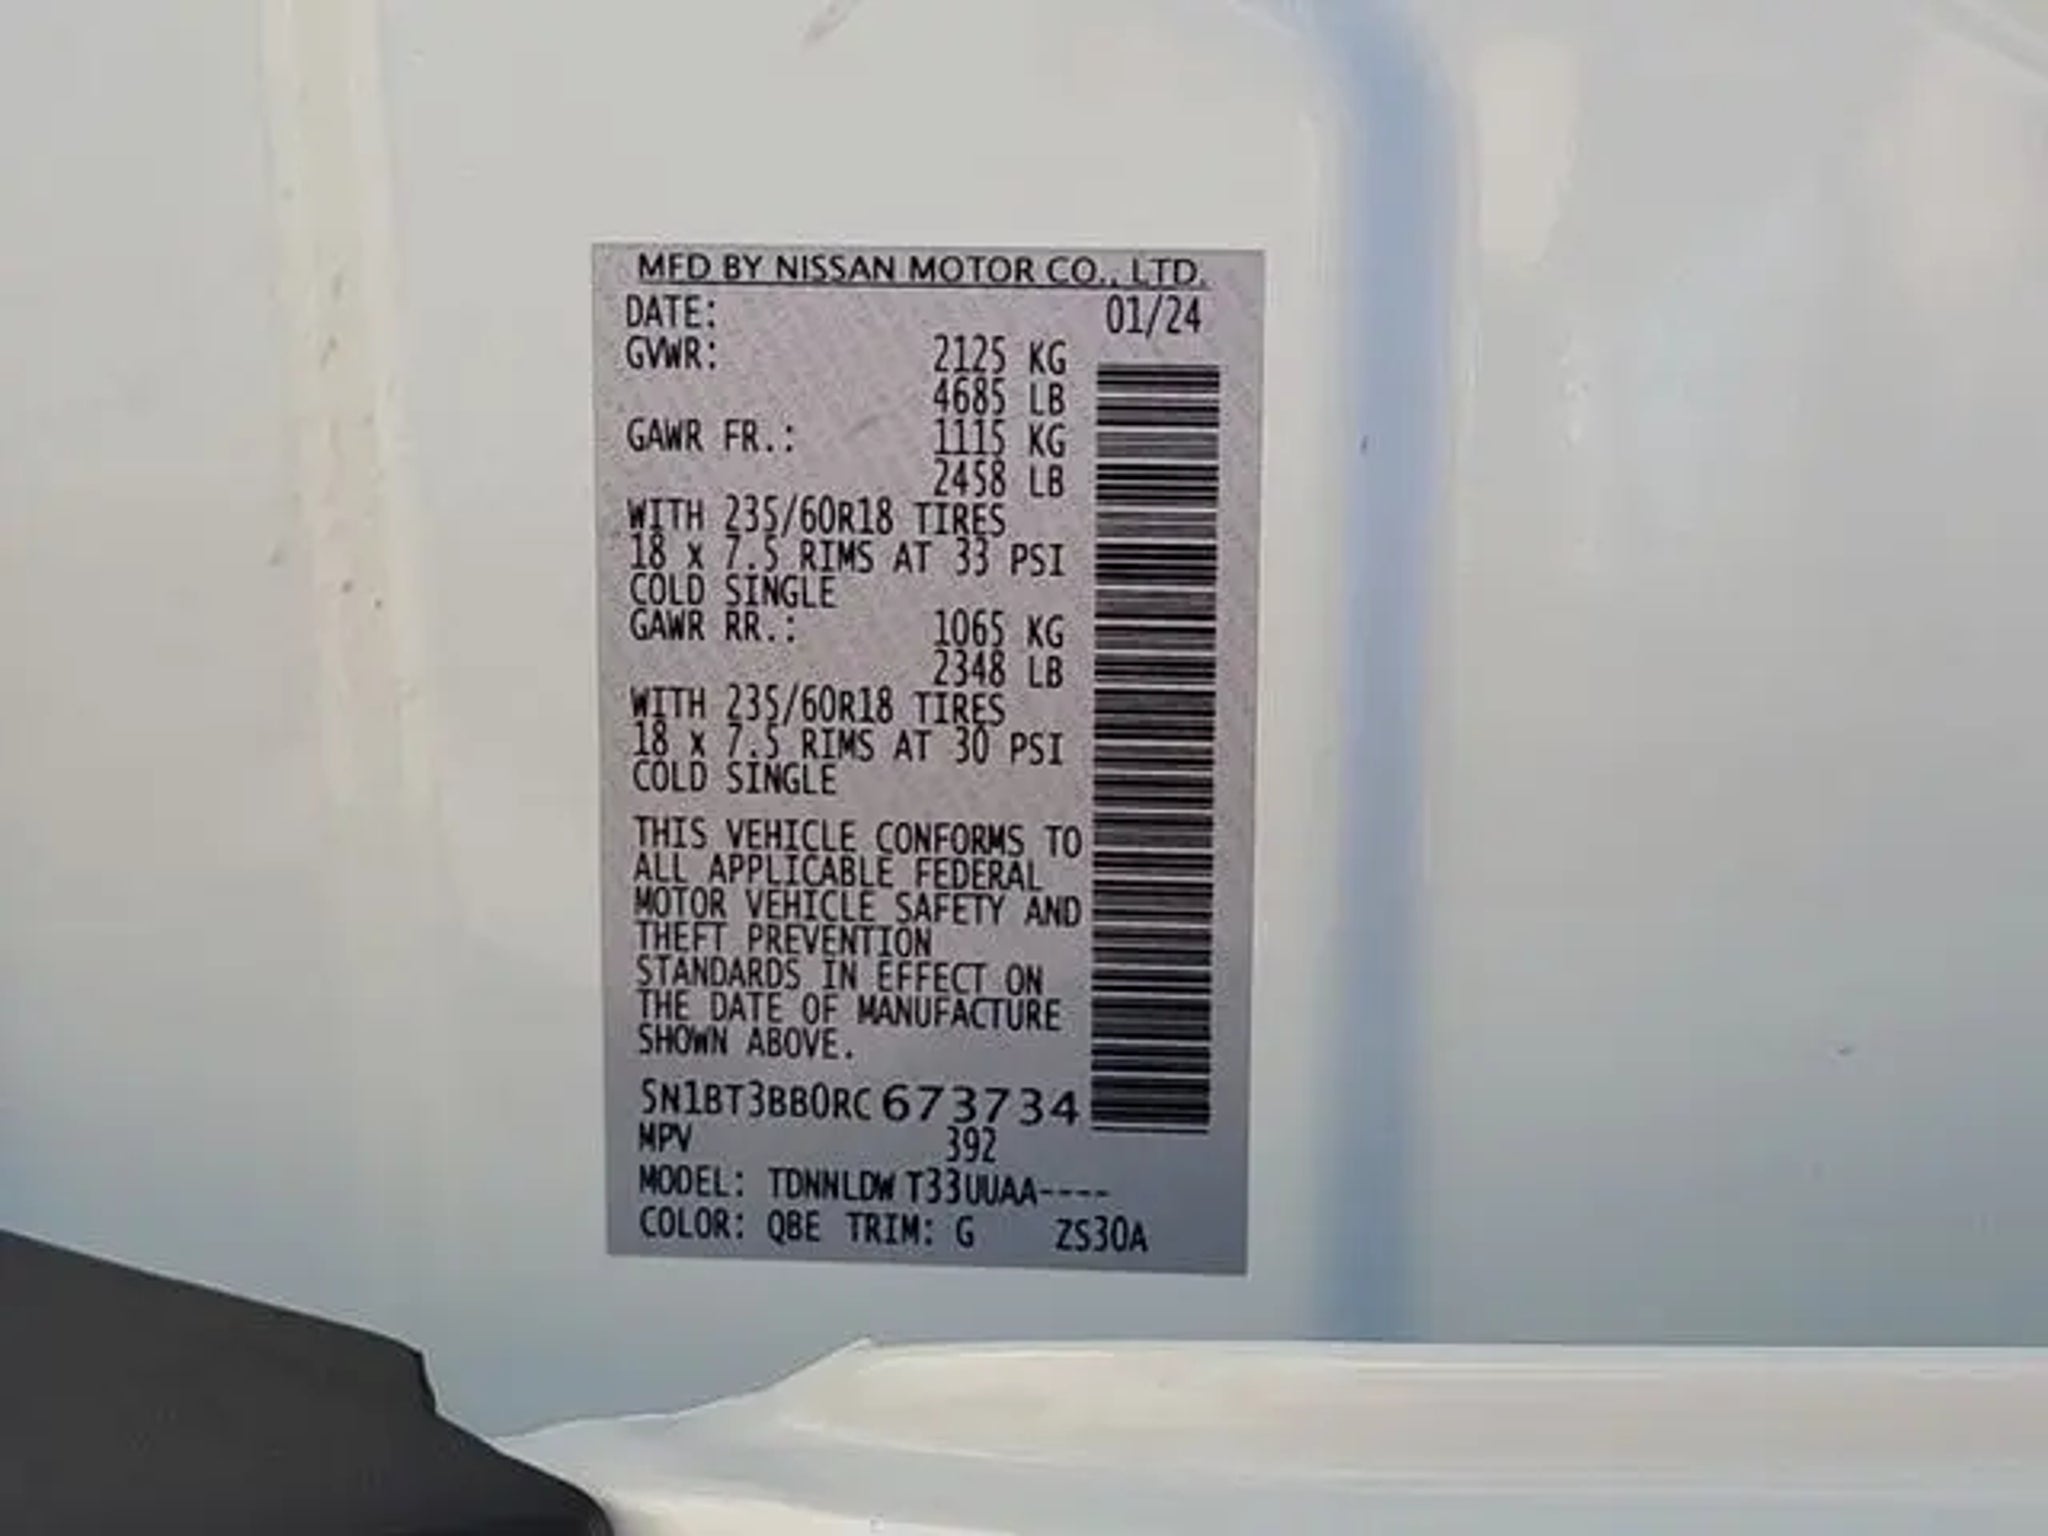 MFD BY NISSAN MOTOR CO., LTD.
DATE: 01/24
GVWR: 2125 KG
4685 LB
GAWR FR.: 1115 KG
2458 LB
WITH 235/60R18 TIRES
18 x 7.5 RIMS AT 33 PSI
COLD SINGLE
GAWR RR.: 1065 KG
2348 LB
WITH 235/60R18 TIRES
18 x 7.5 RIMS AT 30 PSI
COLD SINGLE
THIS VEHICLE CONFORMS TO
ALL APPLICABLE FEDERAL
MOTOR VEHICLE SAFETY AND
THEFT PREVENTION
STANDARDS IN EFFECT ON
THE DATE OF MANUFACTURE
SHOWN ABOVE.
5N1BT3BB0RC673734
MPV 392
MODEL: TDNNLDW T33UUAA----
COLOR: QBE TRIM: G ZS30A